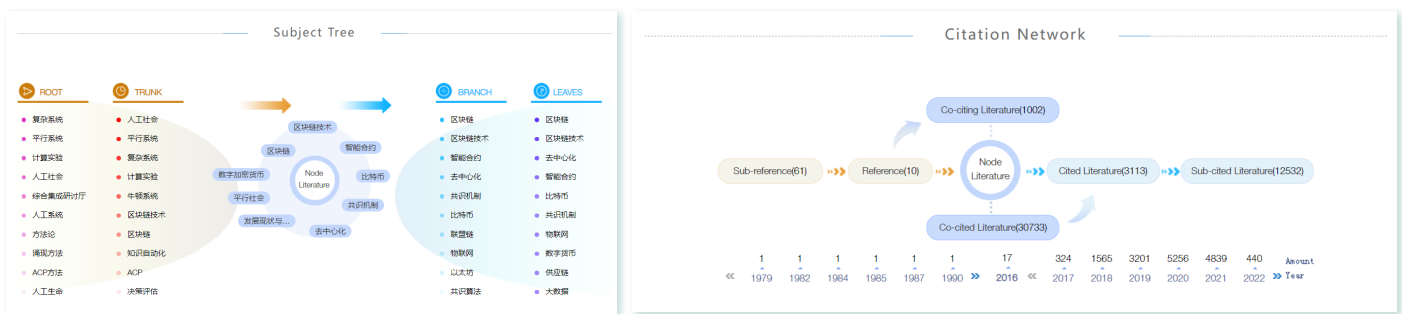 Subject Tree
ROOT
复杂系统
平行系统
计算实验
人工社会
综合集成研讨厅
人工系统
方法论
涌现方法
ACP方法
人工生命
TRUNK
人工社会
平行系统
复杂系统
计算实验
牛顿系统
区块链技术
区块链
知识自动化
ACP
决策评估
区块链技术
区块链
智能合约
数字加密货币
Node
Literature
比特币
平行社会
共识机制
发展现状与...
去中心化
BRANCH
区块链
区块链技术
智能合约
去中心化
共识机制
比特币
联盟链
物联网
以太坊
共识算法
LEAVES
区块链
区块链技术
去中心化
智能合约
比特币
共识机制
物联网
数字货币
供应链
大数据
Citation Network
Co-citing Literature(1002)
Sub-reference(61)
Reference(10)
Node
Literature
Cited Literature(3113)
Sub-cited Literature(12532)
Co-cited Literature(30733)
1 1 1 1 1 1 17 324 1565 3201 5256 4839 440 Amount
1979 1982 1984 1985 1987 1990 2016 2017 2018 2019 2020 2021 2022 Year